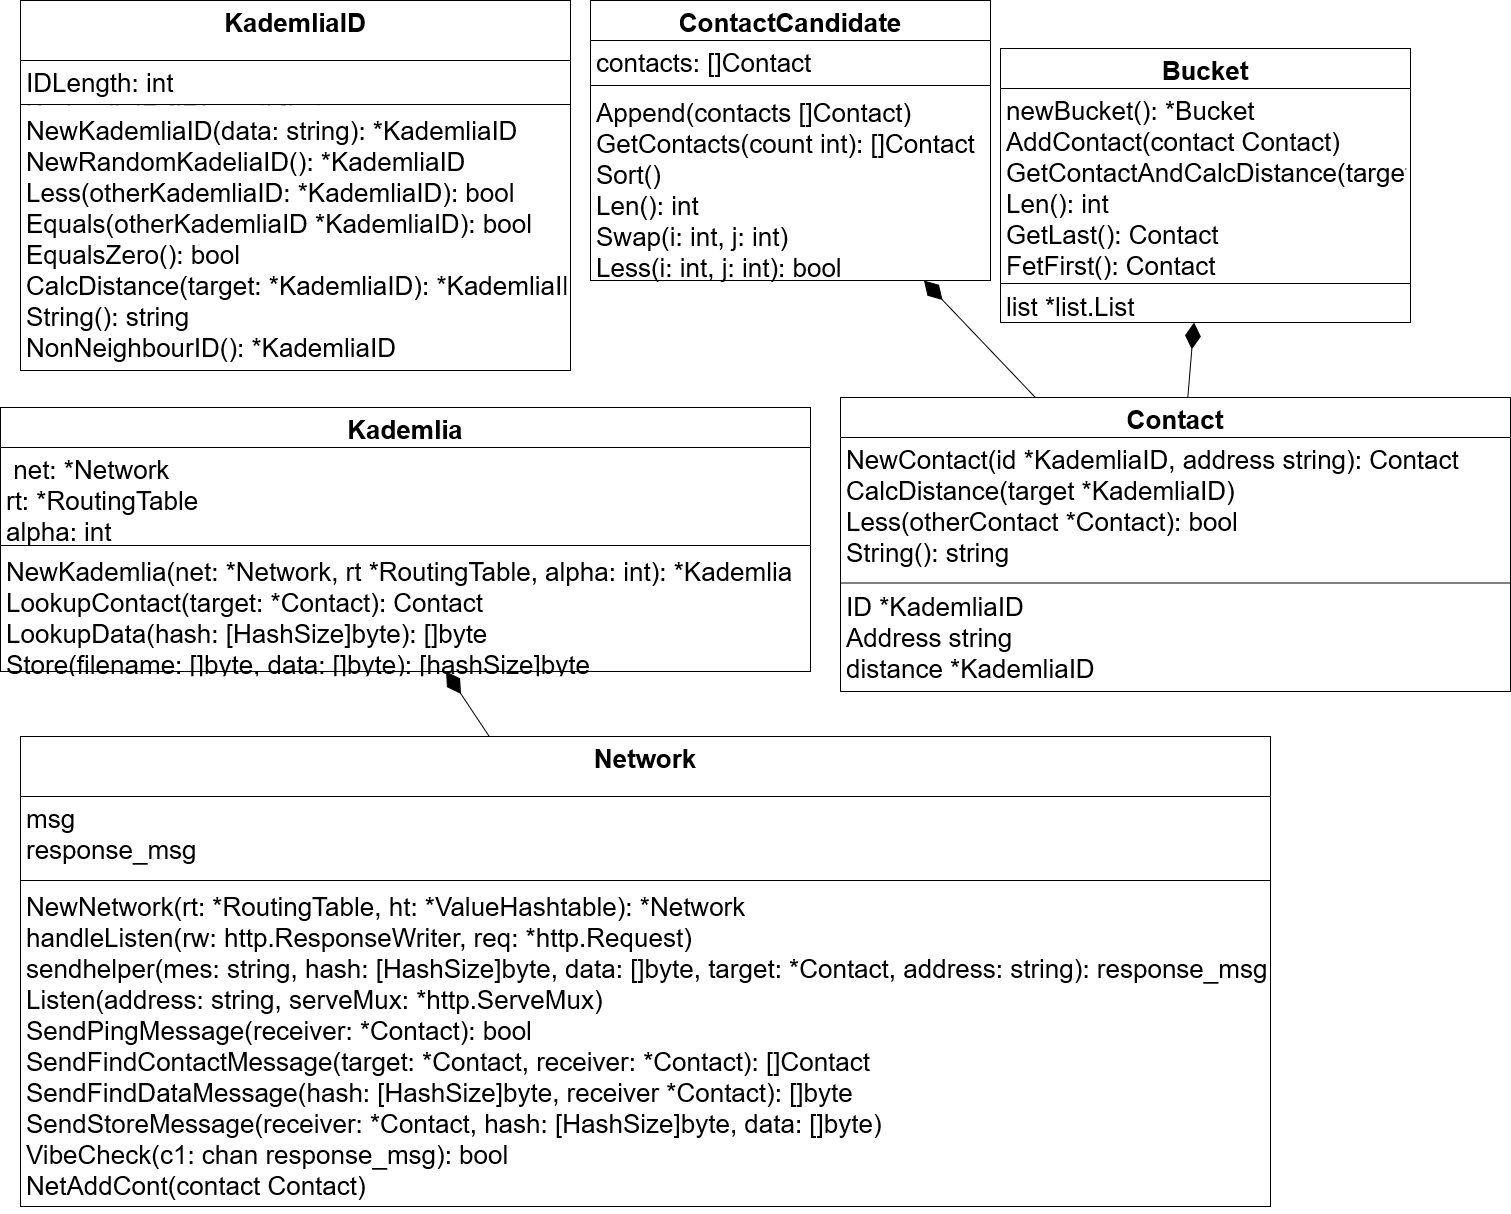 KademliaID
IDLength: int
NewKademliaID(data: string): *KademliaID
NewRandomKadeliaID(): *KademliaID
Less(otherKademliaID: *KademliaID): bool
Equals(otherKademliaID *KademliaID): bool
EqualsZero(): bool
CalcDistance(target: *KademliaID): *KademliaII
String(): string
NonNeighbourID(): *KademliaID
ContactCandidate
contacts: []Contact
Append(contacts []Contact)
GetContacts(count int): []Contact
Sort()
Len(): int
Swap(i: int, j: int)
Less(i: int, j: int): bool
Bucket
newBucket(): *Bucket
AddContact(contact Contact)
GetContactAndCalcDistance(targe
Len(): int
GetLast(): Contact
FetFirst(): Contact
list *list.List
Kademlia
net: *Network
rt: *RoutingTable
alpha: int
NewKademlia(net: *Network, rt *RoutingTable, alpha: int): *Kademlia
LookupContact(target: *Contact): Contact
LookupData(hash: [HashSize]byte): []byte
Store(filename: []byte, data: []byte): [hashSize]byte
Contact
NewContact(id *KademliaID, address string): Contact
CalcDistance(target *KademliaID)
Less(otherContact *Contact): bool
String(): string
ID *KademliaID
Address string
distance *KademliaID
Network
msg
response_msg
NewNetwork(rt: *RoutingTable, ht: *ValueHashtable): *Network
handleListen(rw: http.ResponseWriter, req: *http.Request)
sendhelper(mes: string, hash: [HashSize]byte, data: []byte, target: *Contact, address: string): response_msg
Listen(address: string, serveMux: *http.ServeMux)
SendPingMessage(receiver: *Contact): bool
SendFindContactMessage(target: *Contact, receiver: *Contact): []Contact
SendFindDataMessage(hash: [HashSize]byte, receiver *Contact): []byte
SendStoreMessage(receiver: *Contact, hash: [HashSize]byte, data: []byte)
VibeCheck(c1: chan response_msg): bool
NetAddCont(contact Contact)